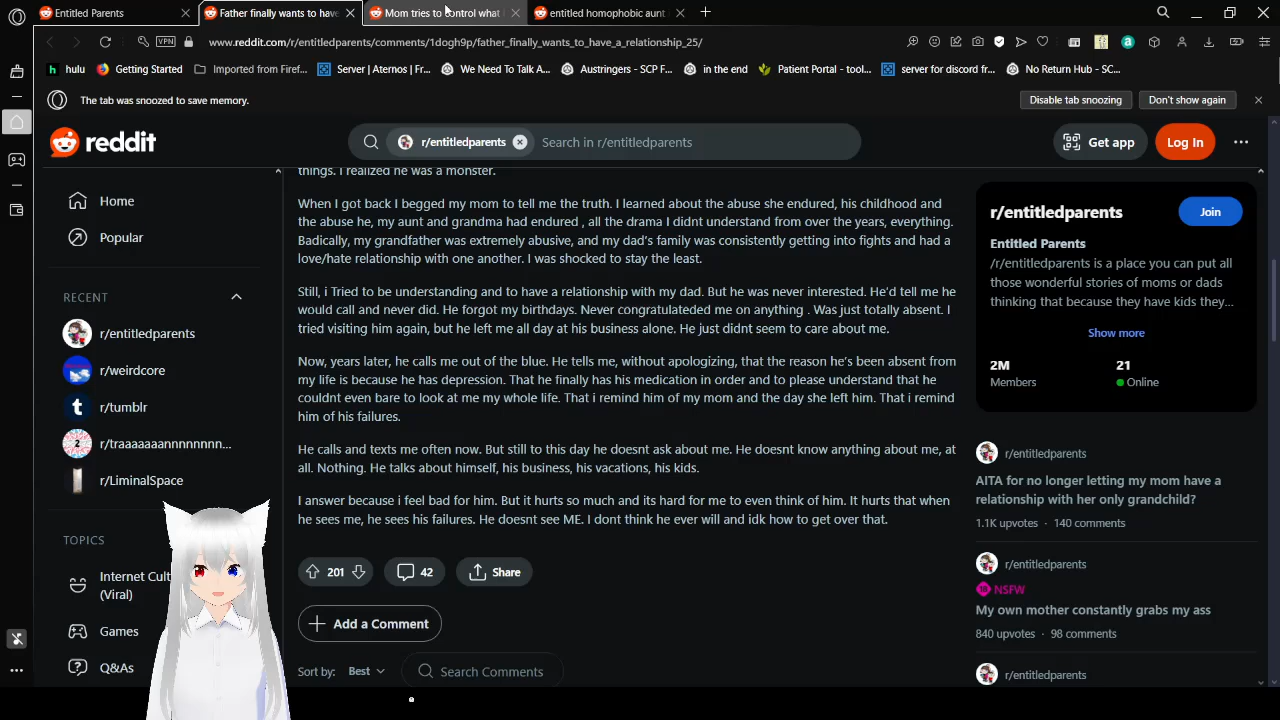 Entitled Parents
Father finally wants to have
Mom tries to control what
entitled homophobic aunt
VPN
www.reddit.com/r/entitledparents/comments/1dogh9p/father_finally_wants_to_have_a_relationship_25/
hulu
Getting Started
Imported from Firef...
Server | Aternos | Fr...
We Need To Talk A...
Austringers - SCP F...
in the end
Patient Portal - tool...
server for discord fr...
No Return Hub - SC...
The tab was snoozed to save memory.
Disable tab snoozing
Don't show again
reddit
r/entitledparents
Search in r/entitledparents
Get app
Log In
Home
Popular
RECENT
r/entitledparents
r/weirdcore
r/tumblr
r/traaaaaaannnnnnnn...
r/LiminalSpace
TOPICS
Internet Cult
(Viral)
Games
Q&As
things. I realized he was a monster.
When I got back I begged my mom to tell me the truth. I learned about the abuse she endured, his childhood and
the abuse he, my aunt and grandma had endured , all the drama I didnt understand from over the years, everything.
Badically, my grandfather was extremely abusive, and my dad's family was consistently getting into fights and had a
love/hate relationship with one another. I was shocked to stay the least.
Still, i Tried to be understanding and to have a relationship with my dad. But he was never interested. He'd tell me he
would call and never did. He forgot my birthdays. Never congratulateded me on anything . Was just totally absent. I
tried visiting him again, but he left me all day at his business alone. He just didnt seem to care about me.
Now, years later, he calls me out of the blue. He tells me, without apologizing, that the reason he's been absent from
my life is because he has depression. That he finally has his medication in order and to please understand that he
couldnt even bare to look at me my whole life. That i remind him of my mom and the day she left him. That i remind
him of his failures.
He calls and texts me often now. But still to this day he doesnt ask about me. He doesnt know anything about me, at
all. Nothing. He talks about himself, his business, his vacations, his kids.
I answer because i feel bad for him. But it hurts so much and its hard for me to even think of him. It hurts that when
he sees me, he sees his failures. He doesnt see ME. I dont think he ever will and idk how to get over that.
201
42
Share
Add a Comment
Sort by:
Best
Search Comments
r/entitledparents
Join
Entitled Parents
/r/entitledparents is a place you can put all
those wonderful stories of moms or dads
thinking that because they have kids they...
Show more
2M
21
Members
Online
r/entitledparents
AITA for no longer letting my mom have a
relationship with her only grandchild?
1.1K upvotes · 140 comments
r/entitledparents
18 NSFW
My own mother constantly grabs my ass
840 upvotes · 98 comments
r/entitledparents